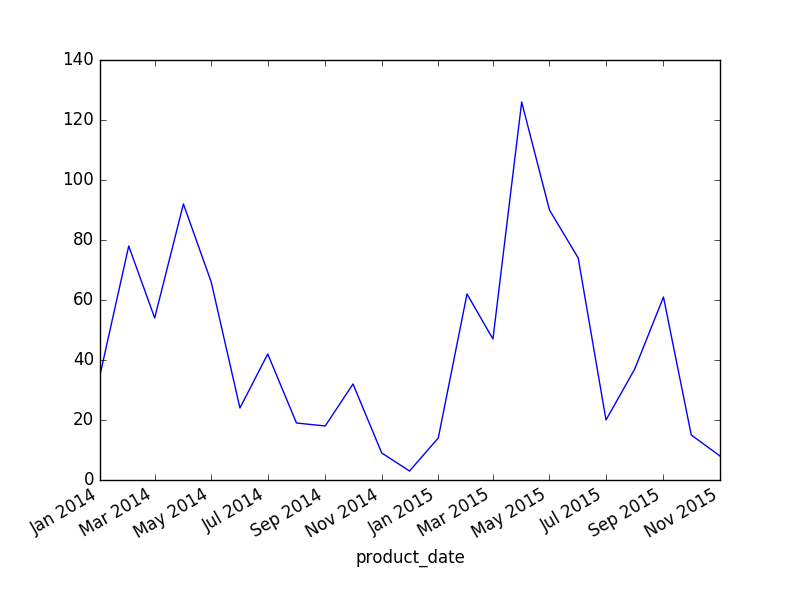 140
120
100
80
60
40
20
0
Jan 2014
Mar 2014
May 2014
Jul 2014
Sep 2014
Nov 2014
Jan 2015
Mar 2015
May 2015
Jul 2015
Sep 2015
Nov 2015
product_date